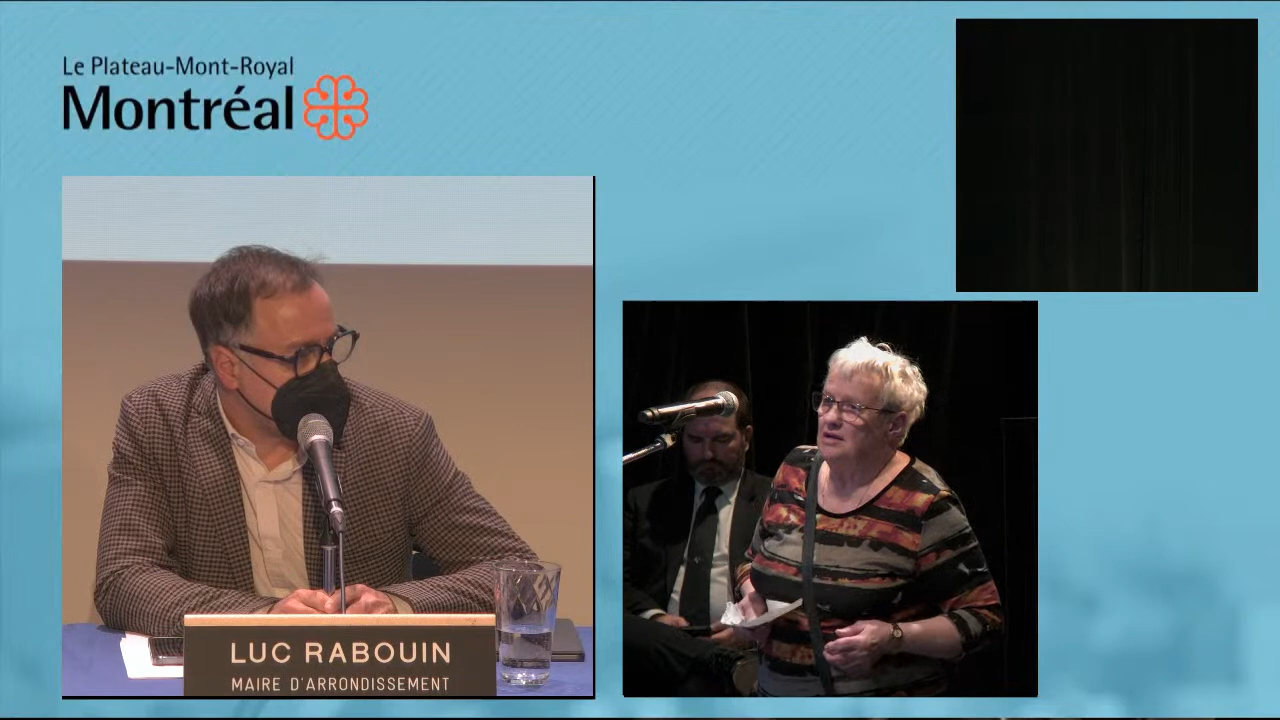 Le Plateau-Mont-Royal
Montréal
LUC RABOUIN
MAIRE D'ARRONDISSEMENT